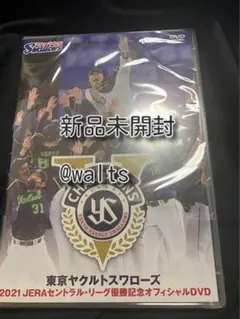 Swallows
DVD
新品未開封
@walts
CHAMPIONS
YS
東京ヤクルトスワローズ
2021 JERAセントラル・リーグ優勝記念オフィシャルDVD